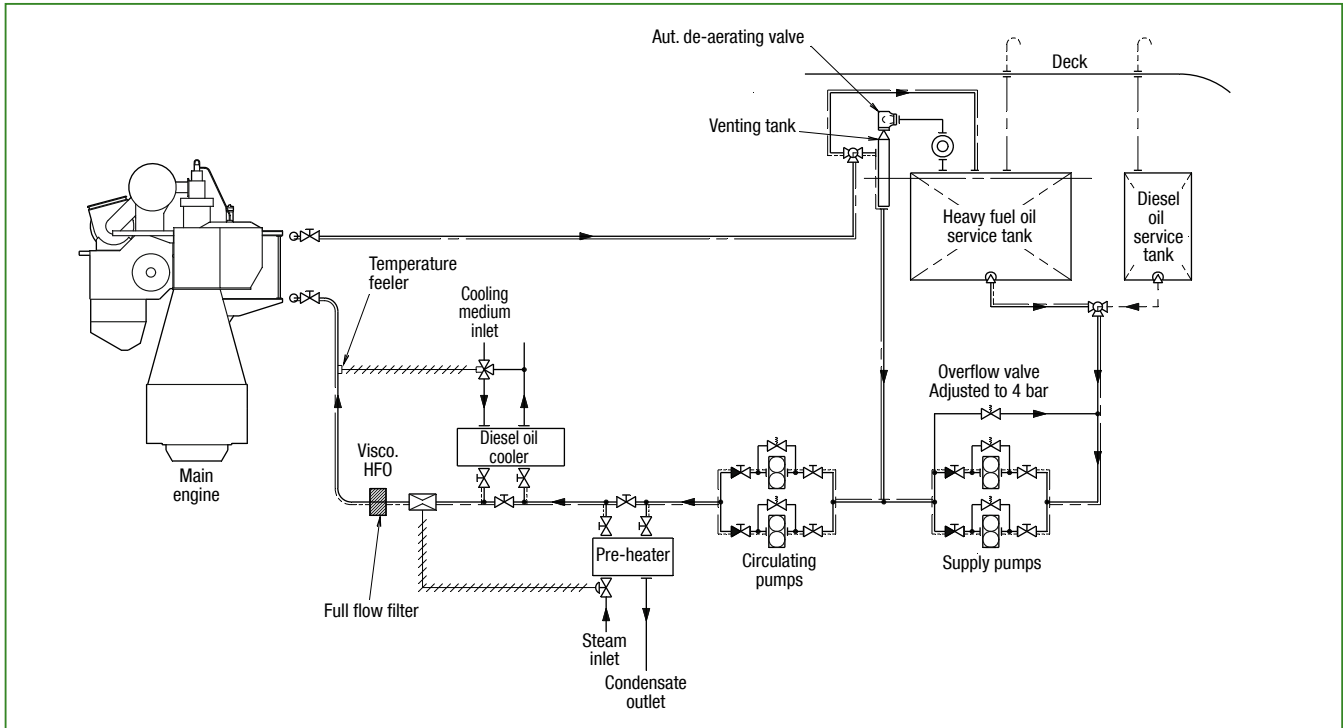 Aut. de-aerating valve
Deck
Venting tank
Heavy fuel oil
service tank
Diesel
oil
service
tank
Temperature
feeler
Cooling
medium
inlet
Overflow valve
Adjusted to 4 bar
Diesel oil
cooler
Visco.
HFO
Main
engine
Pre-heater
Circulating
pumps
Supply pumps
Full flow filter
Steam
inlet
Condensate
outlet